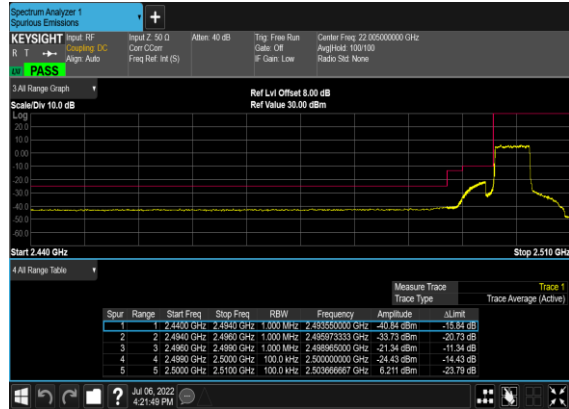 Spectrum Analyzer 1
Spurious Emissions
+
KEYSIGHT Input: RF Input Z: 50 Ω Atten: 40 dB Trig: Free Run Center Freq: 22.005000000 GHz
R T Coupling: DC Corr CCorr Gate: Off Avg|Hold: 100/100
Align: Auto Freq Ref: Int (S) IF Gain: Low Radio Std: None
PASS
3 All Range Graph
Ref Lvl Offset 8.00 dB
Scale/Div 10.0 dB Ref Value 30.00 dBm
Log
20.0
10.0
0.00
-10.0
-20.0
-30.0
-40.0
-50.0
-60.0
Start 2.440 GHz Stop 2.510 GHz
4 All Range Table
Measure Trace Trace 1
Trace Type Trace Average (Active)
Spur Range Start Freq Stop Freq RBW Frequency Amplitude ΔLimit
1 1 2.4400 GHz 2.4940 GHz 1.000 MHz 2.493550000 GHz -40.84 dBm -15.84 dB
2 2 2.4940 GHz 2.4960 GHz 1.000 MHz 2.495973333 GHz -33.73 dBm -20.73 dB
3 3 2.4960 GHz 2.4990 GHz 1.000 MHz 2.498965000 GHz -21.34 dBm -11.34 dB
4 4 2.4990 GHz 2.5000 GHz 100.0 kHz 2.500000000 GHz -24.43 dBm -14.43 dB
5 5 2.5000 GHz 2.5100 GHz 100.0 kHz 2.503666667 GHz 6.211 dBm -23.79 dB
?
Jul 06, 2022
4:21:49 PM